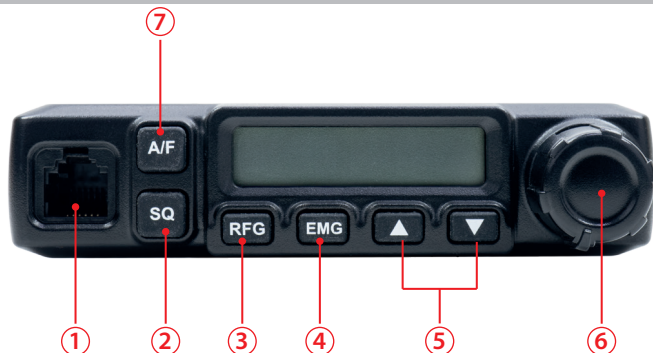 ⑦
A/F
SQ
RFG EMG ▲ ▼
① ② ③ ④ ⑤ ⑥